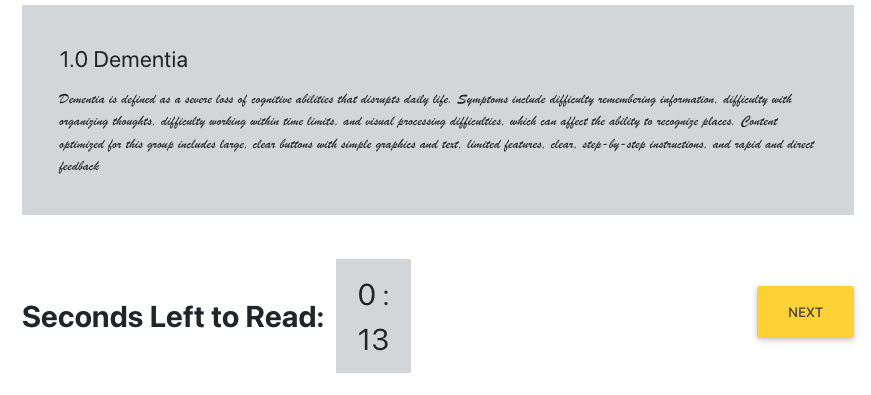 1.0 Dementia
Dementia is defined as a severe loss of cognitive abilities that disrupts daily life. Symptoms include difficulty remembering information, difficulty with
organizing thoughts, difficulty working within time limits, and visual processing difficulties, which can affect the ability to recognize places. Content
optimized for this group includes large, clear buttons with simple graphics and text, limited features, clear, step-by-step instructions, and rapid and direct
feedback
Seconds Left to Read:
0 :
13
NEXT